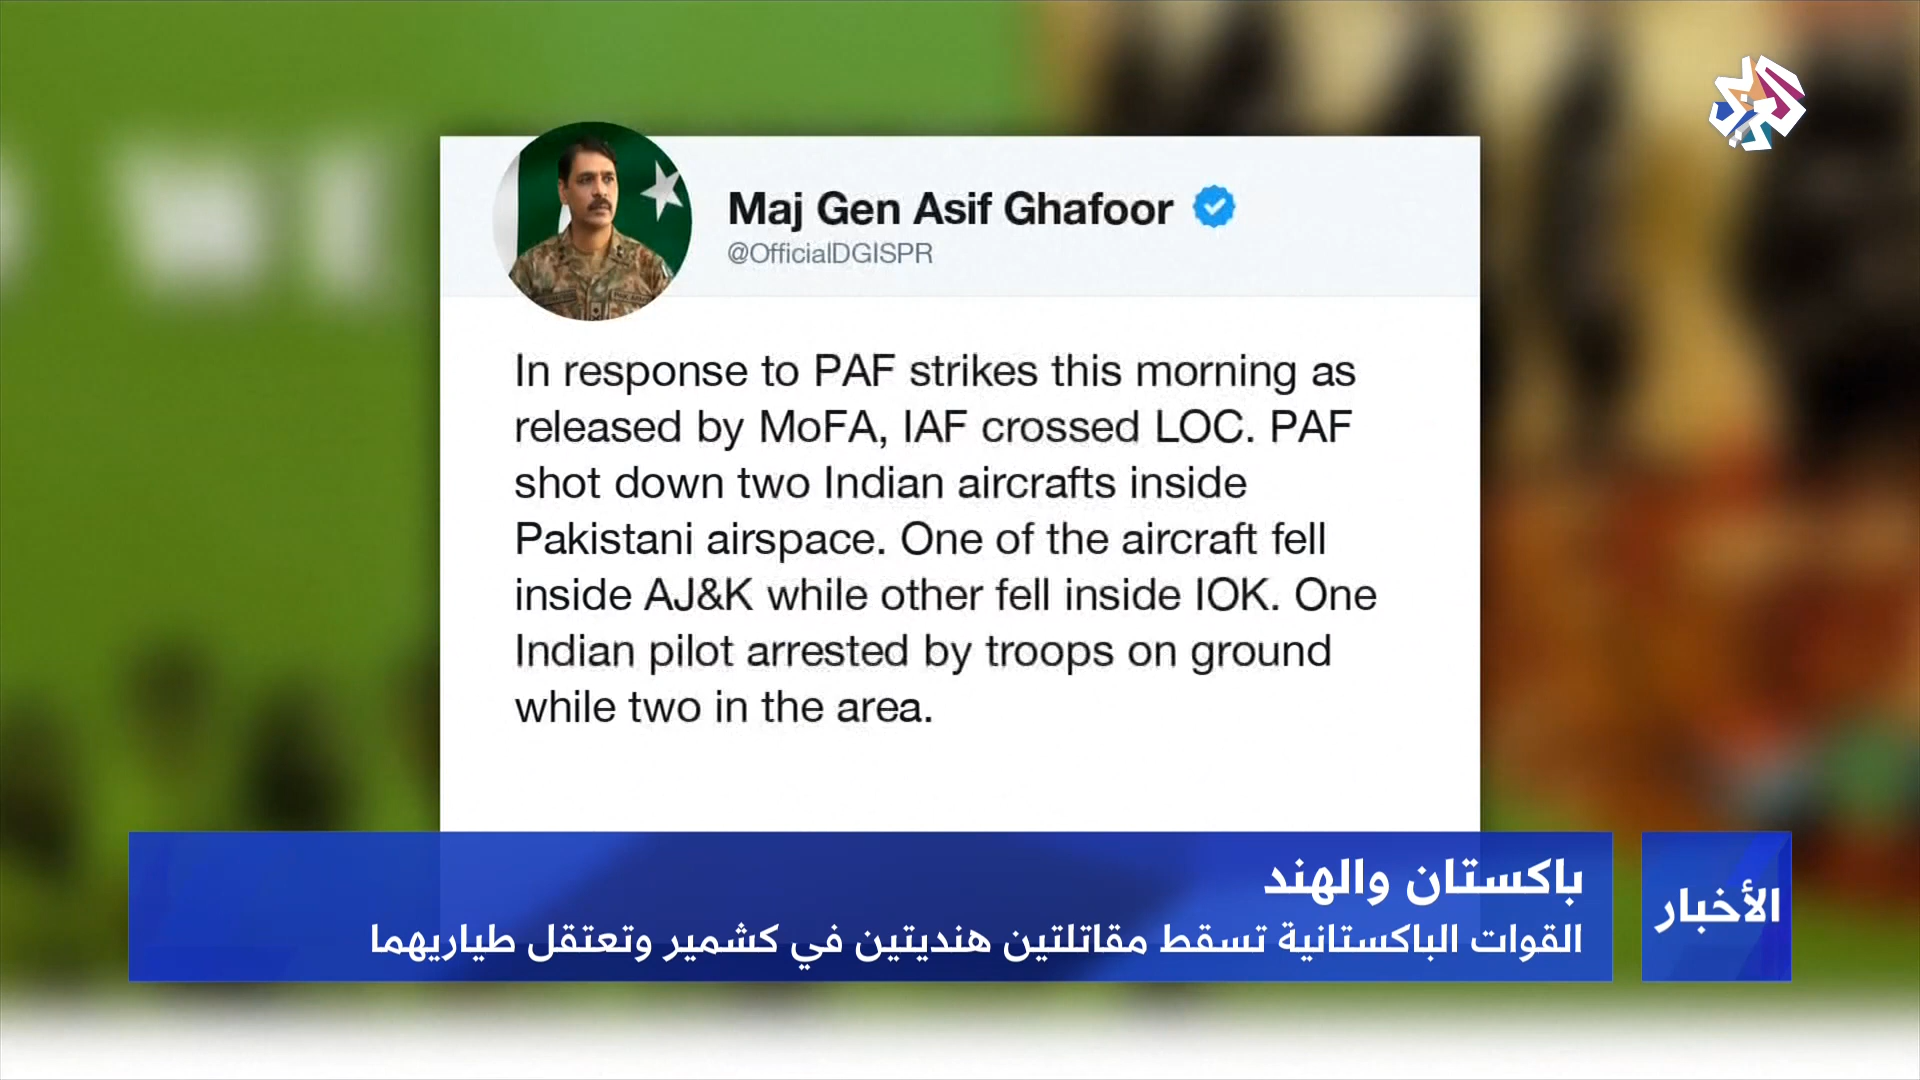 Maj Gen Asif Ghafoor
@OfficialDGISPR
In response to PAF strikes this morning as
released by MoFA, IAF crossed LOC. PAF
shot down two Indian aircrafts inside
Pakistani airspace. One of the aircraft fell
inside AJ&K while other fell inside IOK. One
Indian pilot arrested by troops on ground
while two in the area.
الأخبار
باكستان والهند
القوات الباكستانية تسقط مقاتلتين هنديتين في كشمير وتعتقل طياريهما